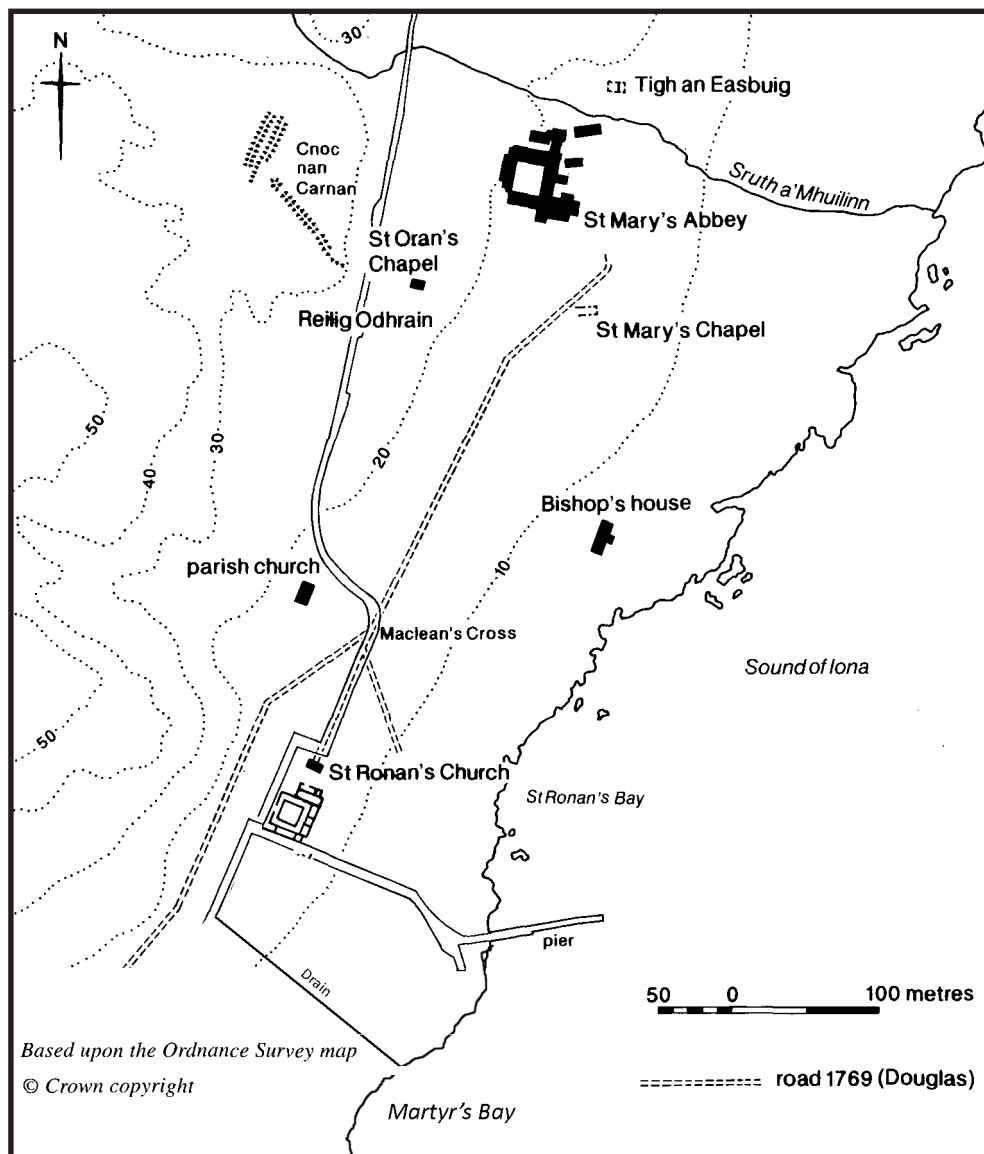 30
N
Tigh an Easbuig
Cnoc
nan
Carnan
Sruth a'Mhuilinn
St Mary's Abbey
St Oran's
Chapel
Reilig Odhrain
St Mary's Chapel
50
20
30
40
Bishop's house
10
parish church
Maclean's Cross
Sound of Iona
50
St Ronan's Church
St Ronan's Bay
pier
Drain
50 0 100 metres
Based upon the Ordnance Survey map
© Crown copyright
road 1769 (Douglas)
Martyr's Bay